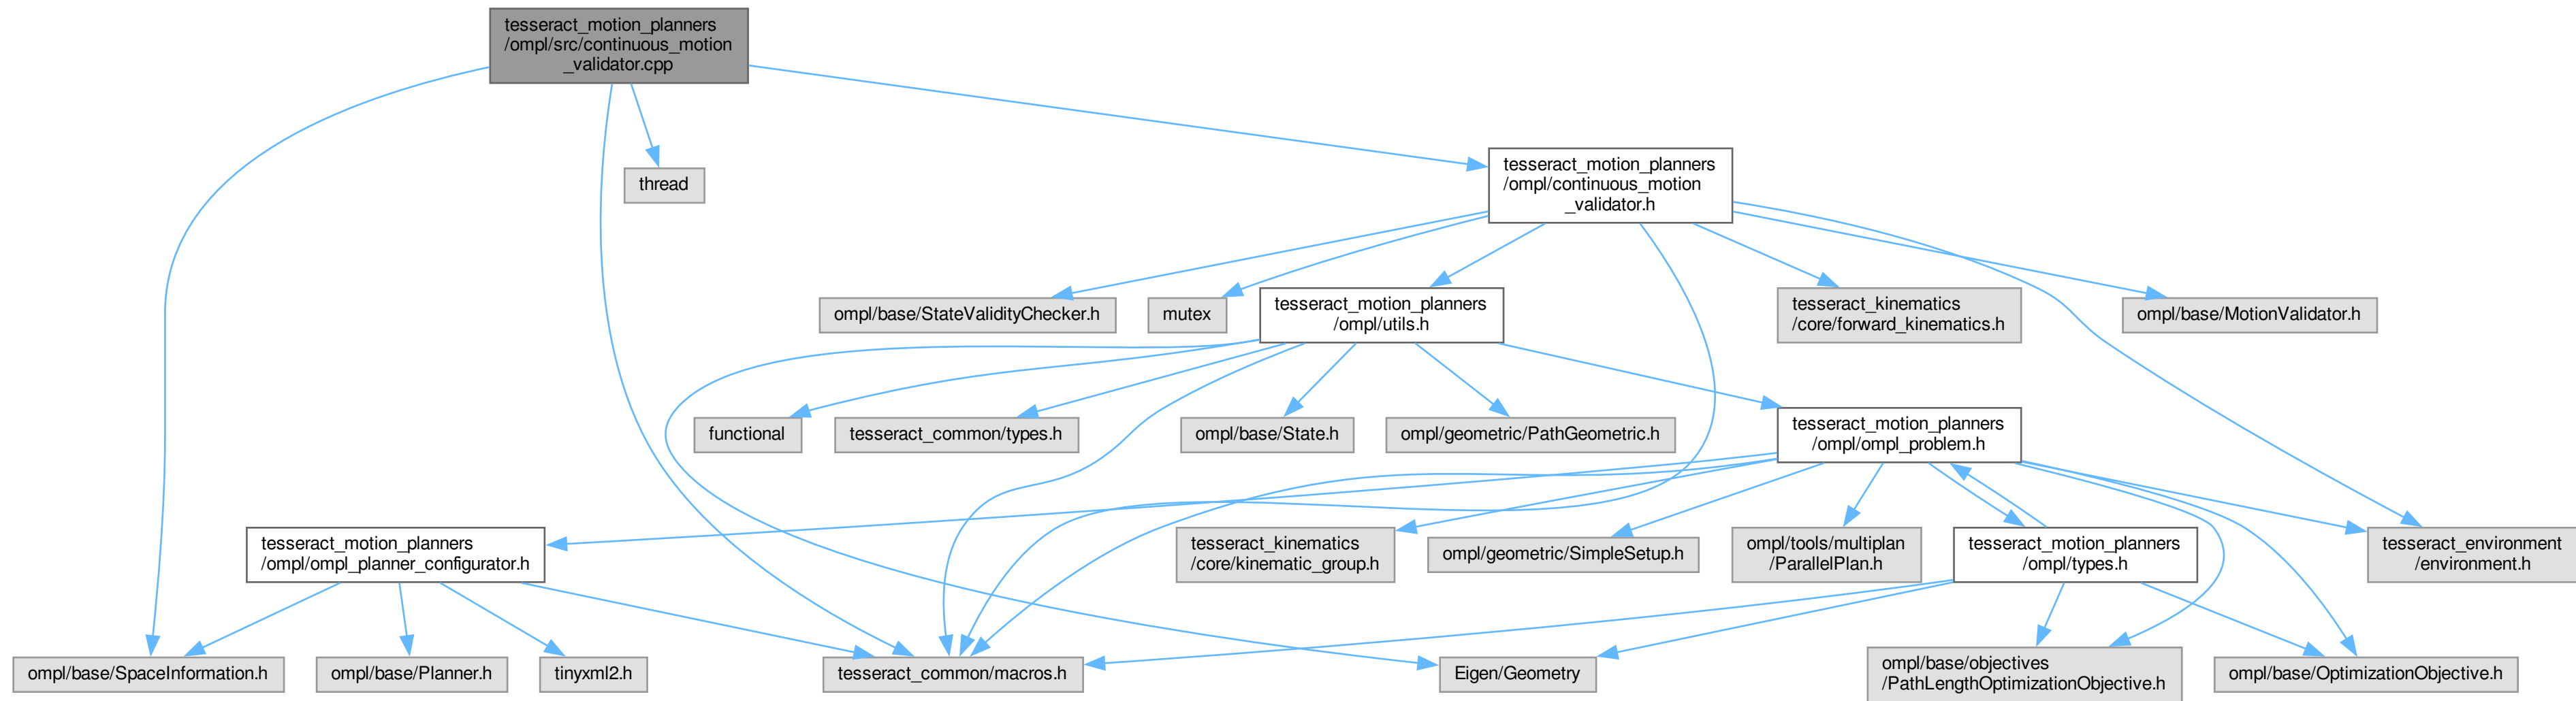 tesseract_motion_planners
/ompl/src/continuous_motion
_validator.cpp
thread
tesseract_motion_planners
/ompl/continuous_motion
_validator.h
ompl/base/StateValidityChecker.h
mutex
tesseract_motion_planners
/ompl/utils.h
tesseract_kinematics
/core/forward_kinematics.h
ompl/base/MotionValidator.h
functional
tesseract_common/types.h
ompl/base/State.h
ompl/geometric/PathGeometric.h
tesseract_motion_planners
/ompl/ompl_problem.h
tesseract_motion_planners
/ompl/ompl_planner_configurator.h
tesseract_kinematics
/core/kinematic_group.h
ompl/geometric/SimpleSetup.h
ompl/tools/multiplan
/ParallelPlan.h
tesseract_motion_planners
/ompl/types.h
tesseract_environment
/environment.h
ompl/base/SpaceInformation.h
ompl/base/Planner.h
tinyxml2.h
tesseract_common/macros.h
Eigen/Geometry
ompl/base/objectives
/PathLengthOptimizationObjective.h
ompl/base/OptimizationObjective.h